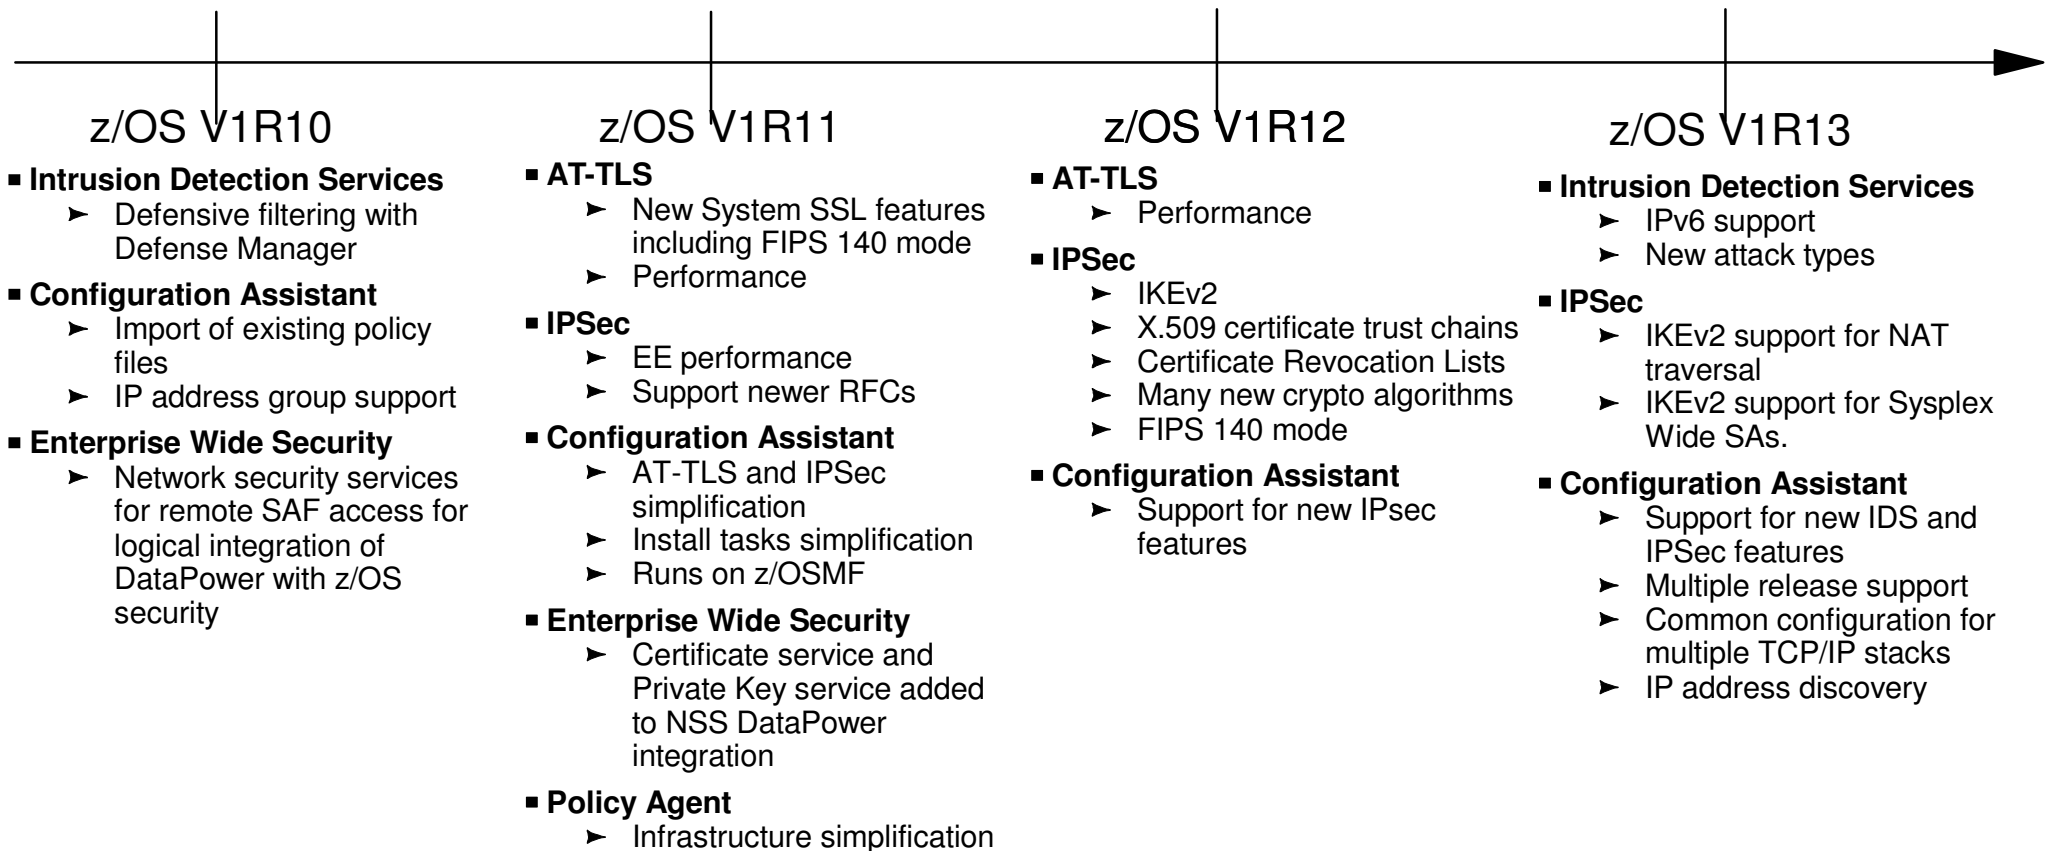 z/OS V1R10
▪ Intrusion Detection Services
➤ Defensive filtering with
Defense Manager
▪ Configuration Assistant
➤ Import of existing policy
files
➤ IP address group support
▪ Enterprise Wide Security
➤ Network security services
for remote SAF access for
logical integration of
DataPower with z/OS
security
z/OS V1R11
▪ AT-TLS
➤ New System SSL features
including FIPS 140 mode
➤ Performance
▪ IPSec
➤ EE performance
➤ Support newer RFCs
▪ Configuration Assistant
➤ AT-TLS and IPSec
simplification
➤ Install tasks simplification
➤ Runs on z/OSMF
▪ Enterprise Wide Security
➤ Certificate service and
Private Key service added
to NSS DataPower
integration
▪ Policy Agent
➤ Infrastructure simplification
z/OS V1R12
▪ AT-TLS
➤ Performance
▪ IPSec
➤ IKEv2
➤ X.509 certificate trust chains
➤ Certificate Revocation Lists
➤ Many new crypto algorithms
➤ FIPS 140 mode
▪ Configuration Assistant
➤ Support for new IPsec
features
z/OS V1R13
▪ Intrusion Detection Services
➤ IPv6 support
➤ New attack types
▪ IPSec
➤ IKEv2 support for NAT
traversal
➤ IKEv2 support for Sysplex
Wide SAs.
▪ Configuration Assistant
➤ Support for new IDS and
IPSec features
➤ Multiple release support
➤ Common configuration for
multiple TCP/IP stacks
➤ IP address discovery